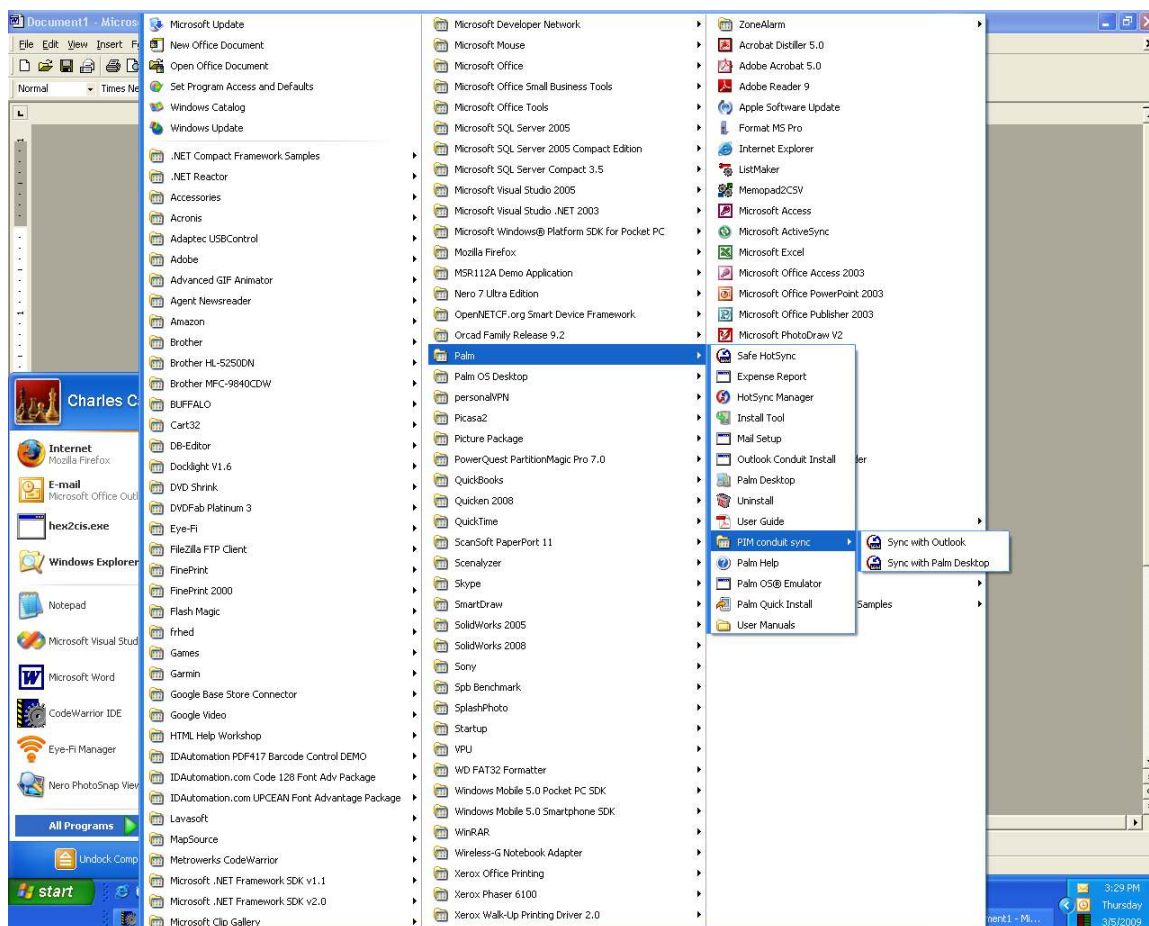 Document1 - Micros
File Edit View Insert F
Normal Times Ne
Microsoft Update
New Office Document
Open Office Document
Set Program Access and Defaults
Windows Catalog
Windows Update
.NET Compact Framework Samples
.NET Reactor
Accessories
Acronis
Adaptec USBControl
Adobe
Advanced GIF Animator
Agent Newsreader
Amazon
Brother
Brother HL-5250DN
Brother MFC-9840CDW
BUFFALO
Cart32
DB-Editor
Docklight V1.6
DVD Shrink
DVDFab Platinum 3
Eye-Fi
FileZilla FTP Client
FinePrint
FinePrint 2000
Flash Magic
frhed
Games
Garmin
Google Base Store Connector
Google Video
HTML Help Workshop
IDAutomation PDF417 Barcode Control DEMO
IDAutomation.com Code 128 Font Adv Package
IDAutomation.com UPCEAN Font Advantage Package
Lavasoft
MapSource
Metrowerks CodeWarrior
Microsoft .NET Framework SDK v1.1
Microsoft .NET Framework SDK v2.0
Microsoft Clip Gallery
Microsoft Developer Network
Microsoft Mouse
Microsoft Office
Microsoft Office Small Business Tools
Microsoft Office Tools
Microsoft SQL Server 2005
Microsoft SQL Server 2005 Compact Edition
Microsoft SQL Server Compact 3.5
Microsoft Visual Studio 2005
Microsoft Visual Studio .NET 2003
Microsoft Windows® Platform SDK for Pocket PC
Mozilla Firefox
MSR112A Demo Application
Nero 7 Ultra Edition
OpenNETCF.org Smart Device Framework
Orcad Family Release 9.2
Palm
Palm OS Desktop
personalVPN
Picasa2
Picture Package
PowerQuest PartitionMagic Pro 7.0
QuickBooks
Quicken 2008
QuickTime
ScanSoft PaperPort 11
Scenalyzer
Skype
SmartDraw
SolidWorks 2005
SolidWorks 2008
Sony
Spb Benchmark
SplashPhoto
Startup
VPU
WD FAT32 Formatter
Windows Mobile 5.0 Pocket PC SDK
Windows Mobile 5.0 Smartphone SDK
WinRAR
Wireless-G Notebook Adapter
Xerox Office Printing
Xerox Phaser 6100
Xerox Walk-Up Printing Driver 2.0
ZoneAlarm
Acrobat Distiller 5.0
Adobe Acrobat 5.0
Adobe Reader 9
Apple Software Update
Format MS Pro
Internet Explorer
ListMaker
Memopad2CSV
Microsoft Access
Microsoft ActiveSync
Microsoft Excel
Microsoft Office Access 2003
Microsoft Office PowerPoint 2003
Microsoft Office Publisher 2003
Microsoft PhotoDraw V2
Safe HotSync
Expense Report
HotSync Manager
Install Tool
Mail Setup
Outlook Conduit Install
der
Palm Desktop
Uninstall
User Guide
PIM conduit sync
Palm Help
Palm OS® Emulator
Palm Quick Install
Samples
User Manuals
Sync with Outlook
Sync with Palm Desktop
Charles C
Internet
Mozilla Firefox
E-mail
Microsoft Office Outl
hex2cis.exe
Windows Explorer
Notepad
Microsoft Visual Stud
Microsoft Word
CodeWarrior IDE
Eye-Fi Manager
Nero PhotoSnap View
All Programs
Undock Comp
start
ment1 - Mi...
3:29 PM
Thursday
3/5/2009